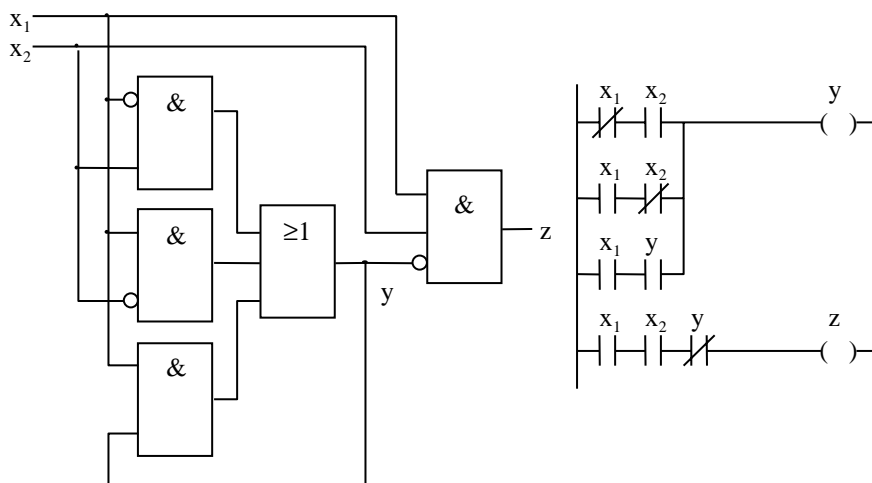 x₁
x₂
&
&
&
≥1
y
&
z
x₁ x₂ y
( )
x₁ x₂
x₁ y
x₁ x₂ y z
( )